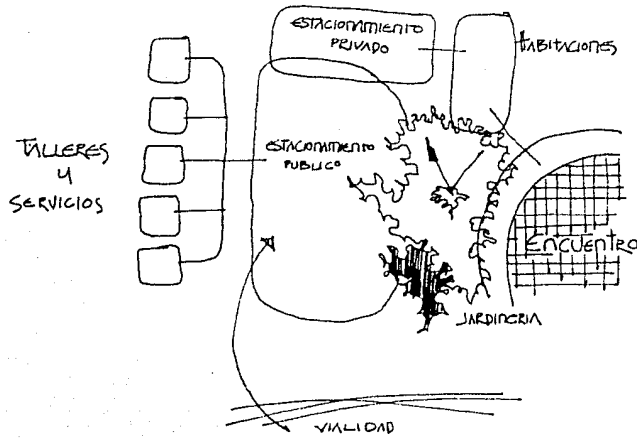 ESTACIONAMIENTO
PRIVADO
HABITACIONES
TALLERES
Y
SERVICIOS
ESTACIONAMIENTO
PUBLICO
ENCUENTRO
JARDINERIA
VIALIDAD